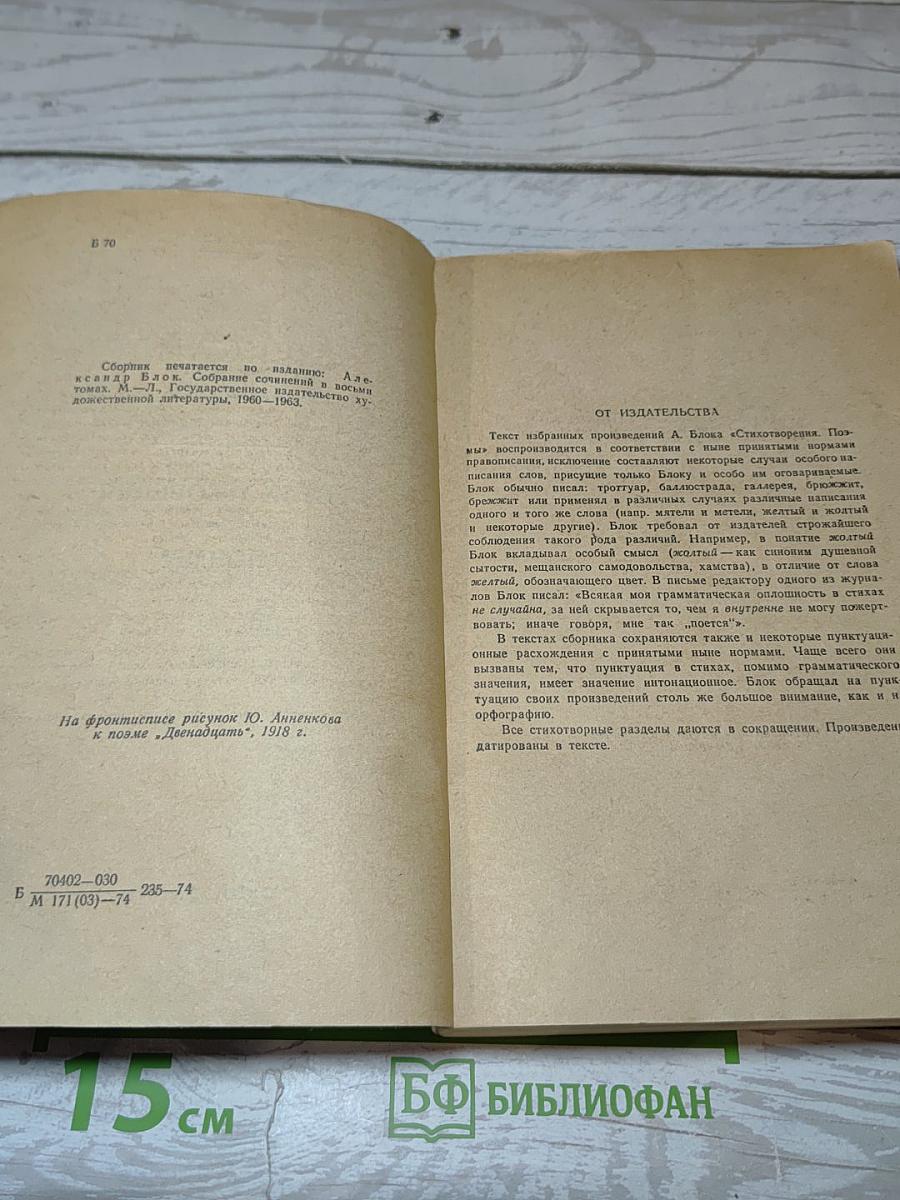 Б 70
Сборник печатается по изданию: Але-
ксандр Блок. Собрание сочинений в восьми
томах. М.—Л., Государственное издательство ху-
дожественной литературы, 1960—1963.
На фронтисписе рисунок Ю. Анненкова
к поэме „Двенадцать“, 1918 г.
Б 70402—030 235—74
М 171(03)—74
ОТ ИЗДАТЕЛЬСТВА
Текст избранных произведений А. Блока «Стихотворения. Поэ-
мы» воспроизводится в соответствии с ныне принятыми нормами
правописания, исключение составляют некоторые случаи особого на-
писания слов, присущие только Блоку и особо им оговариваемые.
Блок обычно писал: троттуар, баллюстрада, галлерея, брюжжит,
брежжит или применял в различных случаях различные написания
одного и того же слова (напр. мятели и метели, желтый и жолтый
и некоторые другие). Блок требовал от издателей строжайшего
соблюдения такого рода различий. Например, в понятие жолтый
Блок вкладывал особый смысл (жолтый — как синоним душевной
сытости, мещанского самодовольства, хамства), в отличие от слова
желтый, обозначающего цвет. В письме редактору одного из журна-
лов Блок писал: «Всякая моя грамматическая оплошность в стихах
не случайна, за ней скрывается то, чем я внутренне не могу пожерт-
вовать; иначе говоря, мне так „поется“».
В текстах сборника сохраняются также и некоторые пунктуаци-
онные расхождения с принятыми ныне нормами. Чаще всего они
вызваны тем, что пунктуация в стихах, помимо грамматического
значения, имеет значение интонационное. Блок обращал на пунк-
туацию своих произведений столь же большое внимание, как и н
орфографию.
Все стихотворные разделы даются в сокращении. Произведен
датированы в тексте.
15 см
БФ БИБЛИОФАН